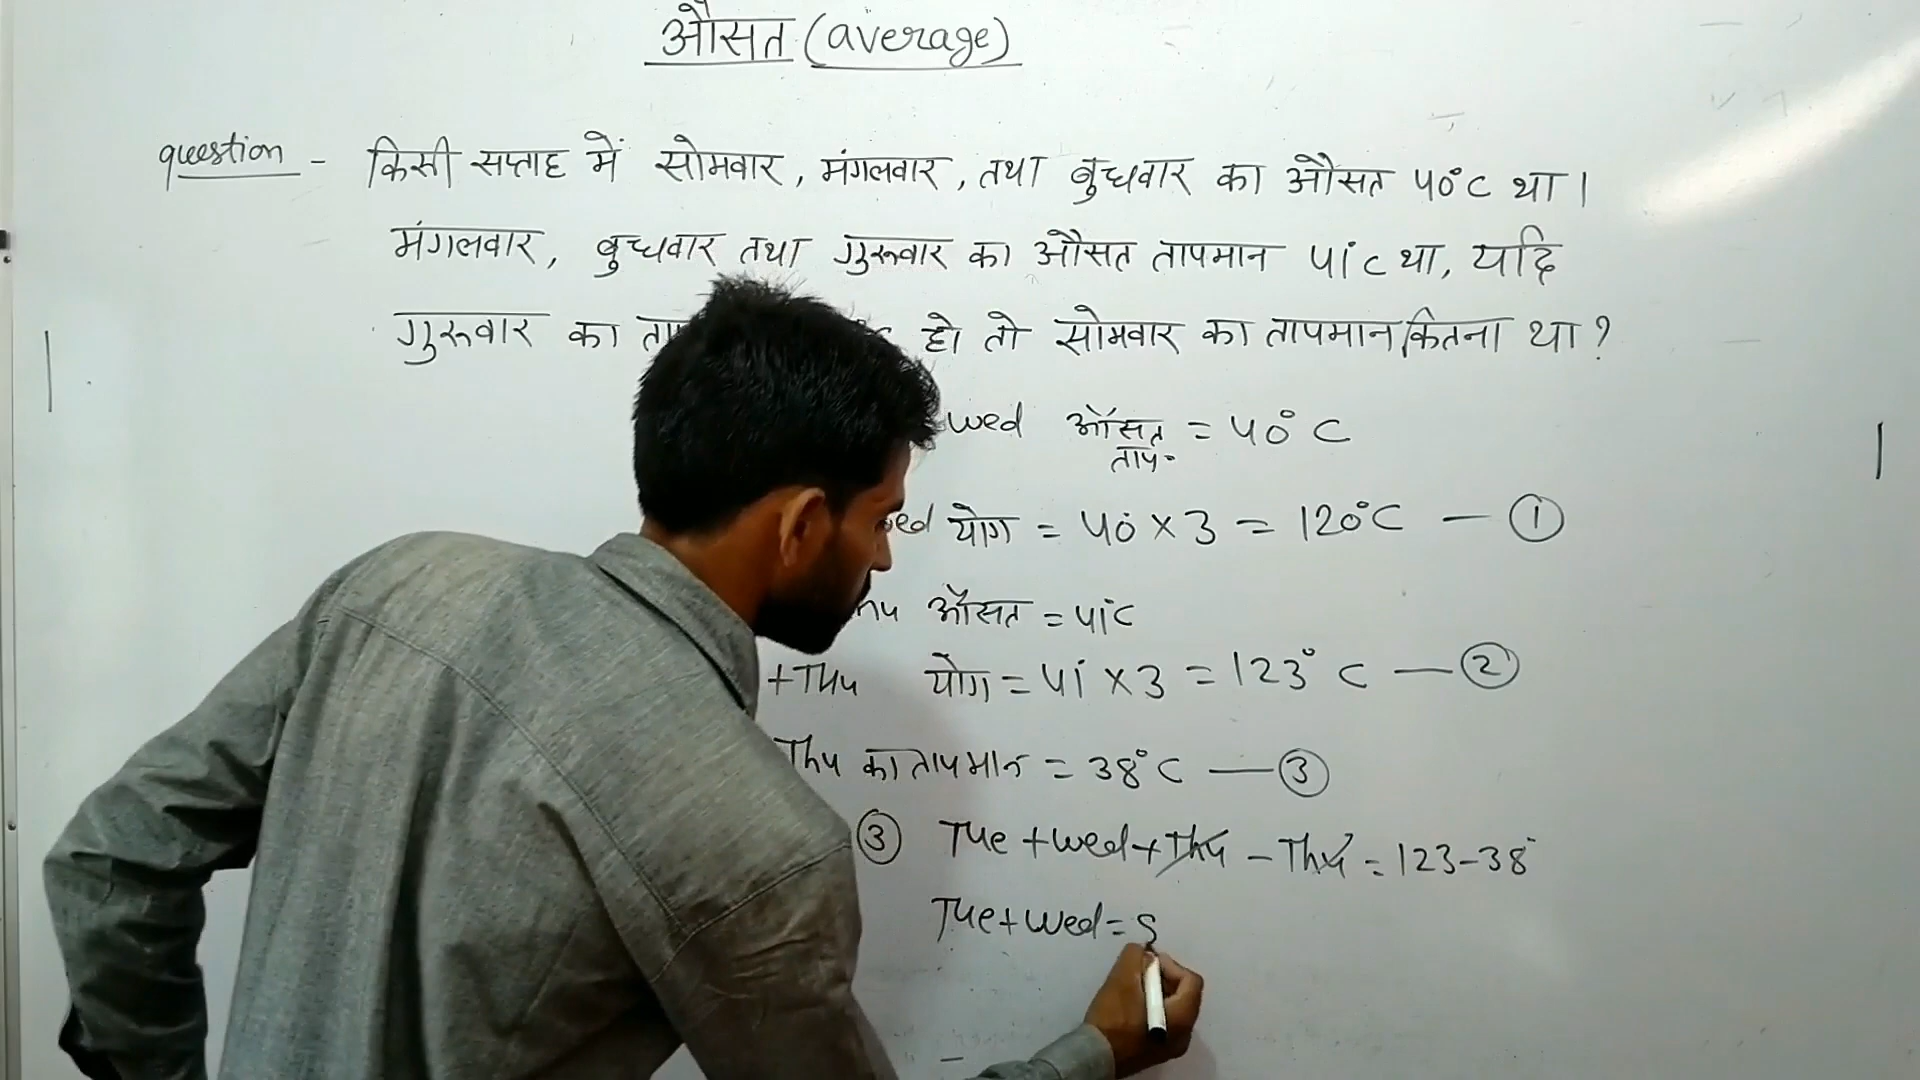 औसत (average)
question - किसी सप्ताह में सोमवार, मंगलवार, तथा बुधवार का औसत 40°C था।
मंगलवार, बुधवार तथा गुरूवार का औसत तापमान 41°C था, यदि
गुरूवार का हो तो सोमवार का तापमान कितना था ?
wed औसत ताप॰ = 40°C
योग = 40° × 3 = 120°C — ①
औसत = 41°C
+Thu योग = 41° × 3 = 123°C — ②
Thu का तापमान = 38°C — ③
③ Tue + wed + Thu - Thu = 123 - 38°
Tue + wed =